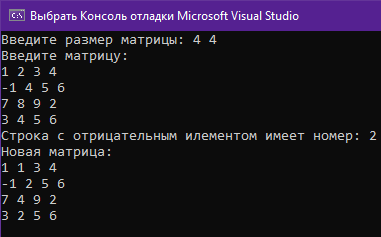 Выбрать Консоль отладки Microsoft Visual Studio
Введите размер матрицы: 4 4
Введите матрицу:
1 2 3 4
-1 4 5 6
7 8 9 2
3 4 5 6
Строка с отрицательным илементом имеет номер: 2
Новая матрица:
1 1 3 4
-1 2 5 6
7 4 9 2
3 2 5 6